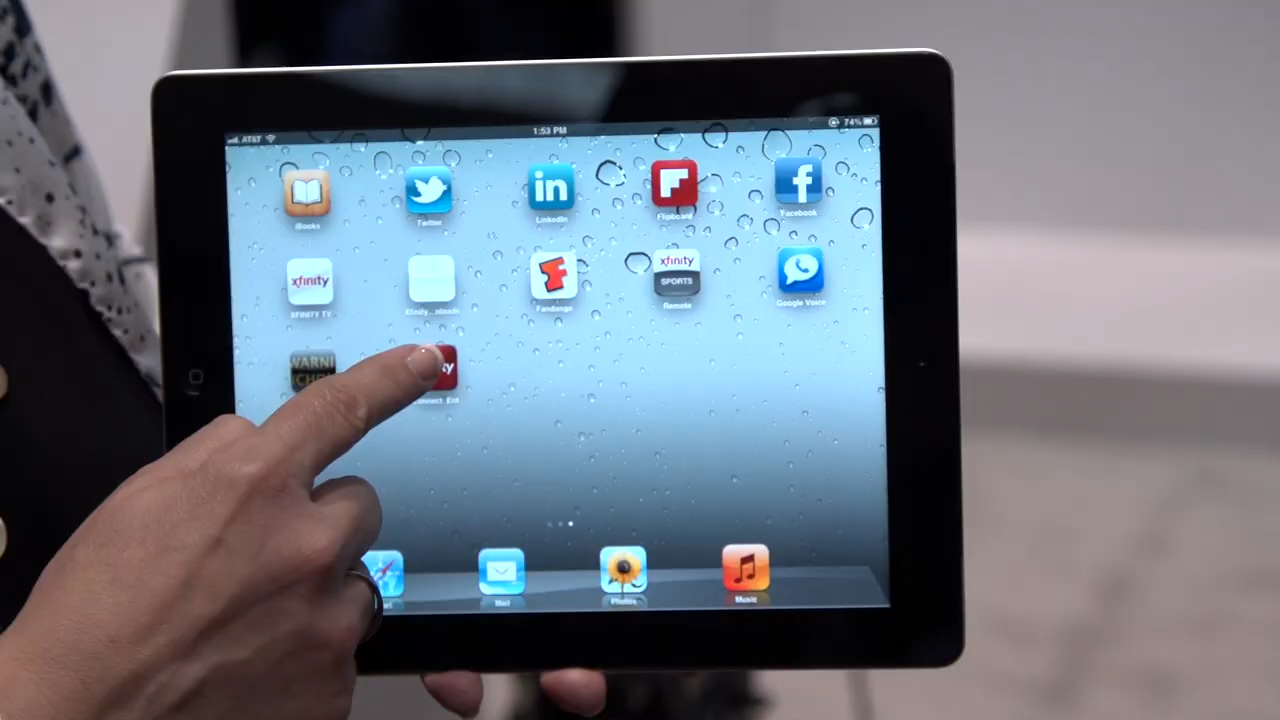 AT&T
1:53 PM
74%
iBooks
Twitter
in
LinkedIn
Flipboard
f
Facebook
xfinity
XFINITY TV
Fandango
xfinity
SPORTS
Remote
Google Voice
WARNI
Mail
Photos
Music